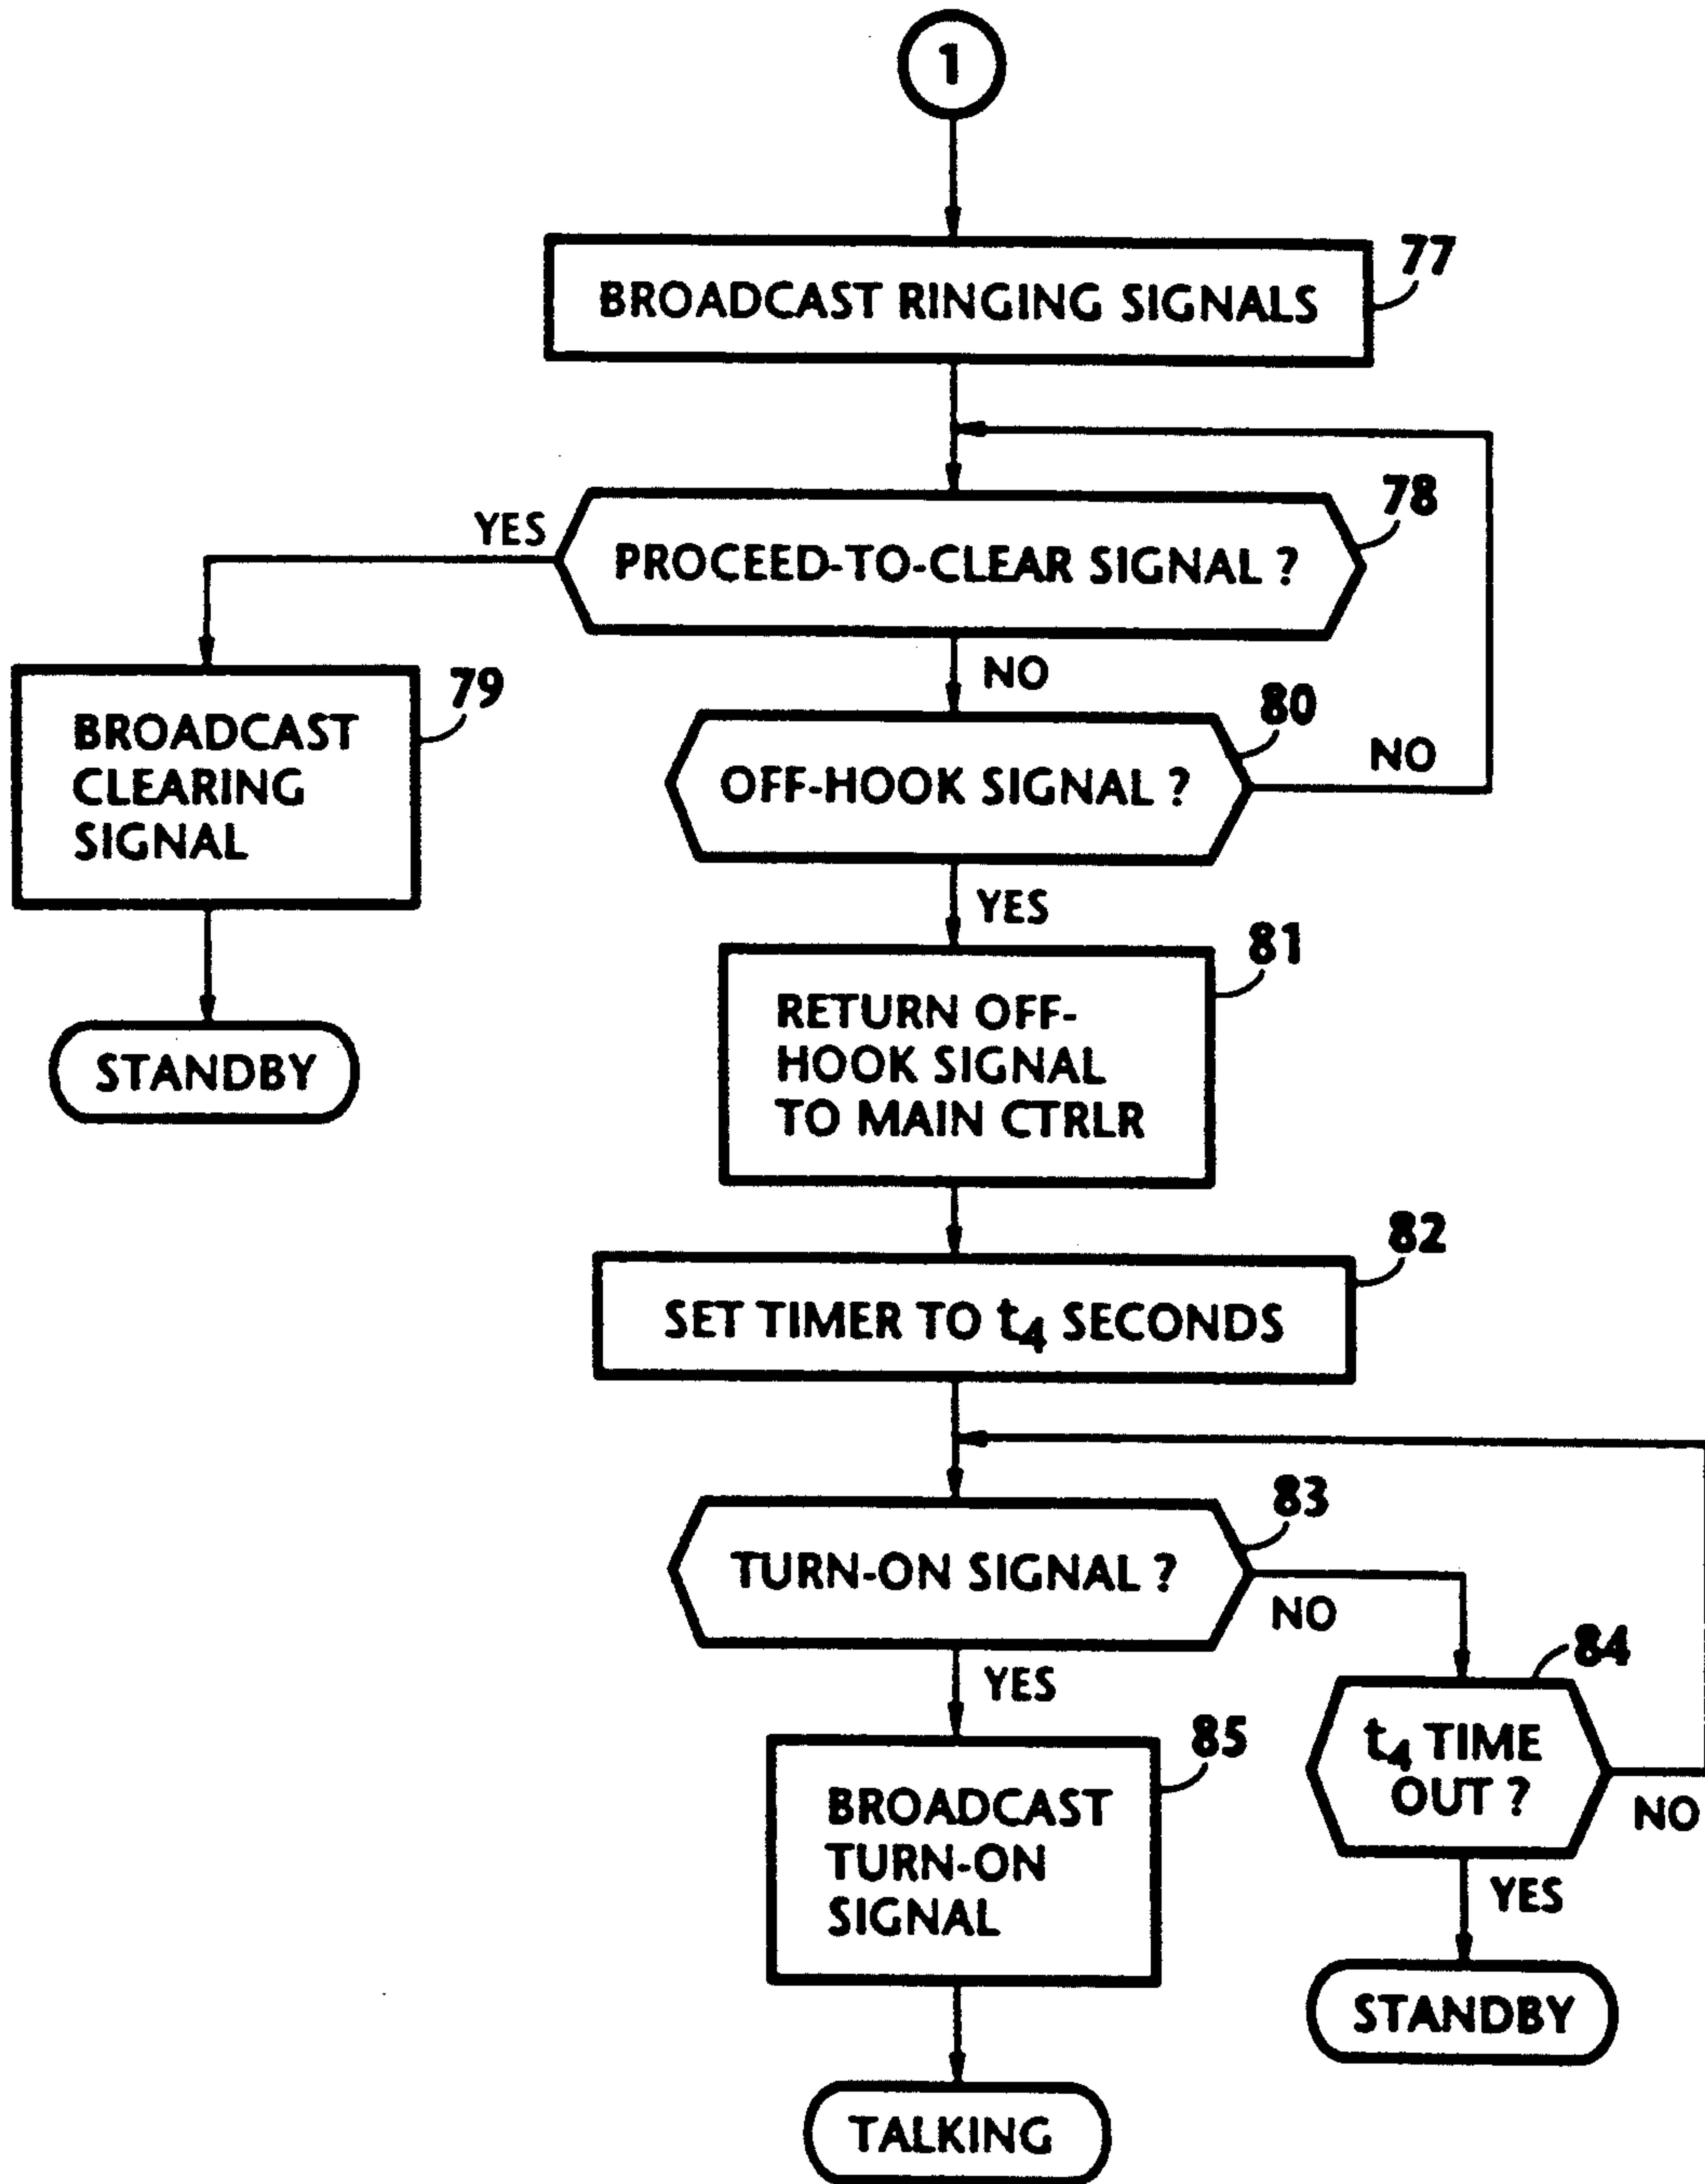 1
BROADCAST RINGING SIGNALS
77
78
YES
PROCEED-TO-CLEAR SIGNAL ?
NO
79
BROADCAST
CLEARING
SIGNAL
STANDBY
80
OFF-HOOK SIGNAL ?
NO
YES
81
RETURN OFF-
HOOK SIGNAL
TO MAIN CTRLR
82
SET TIMER TO t₄ SECONDS
83
TURN-ON SIGNAL ?
NO
YES
84
t₄ TIME
OUT ?
NO
YES
STANDBY
85
BROADCAST
TURN-ON
SIGNAL
TALKING